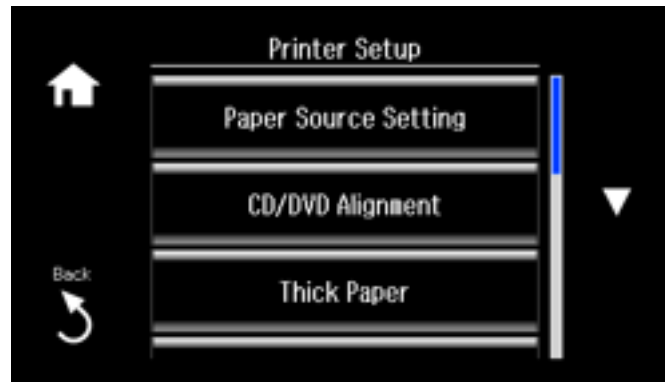 Printer Setup
Paper Source Setting
CD/DVD Alignment
Thick Paper
Back